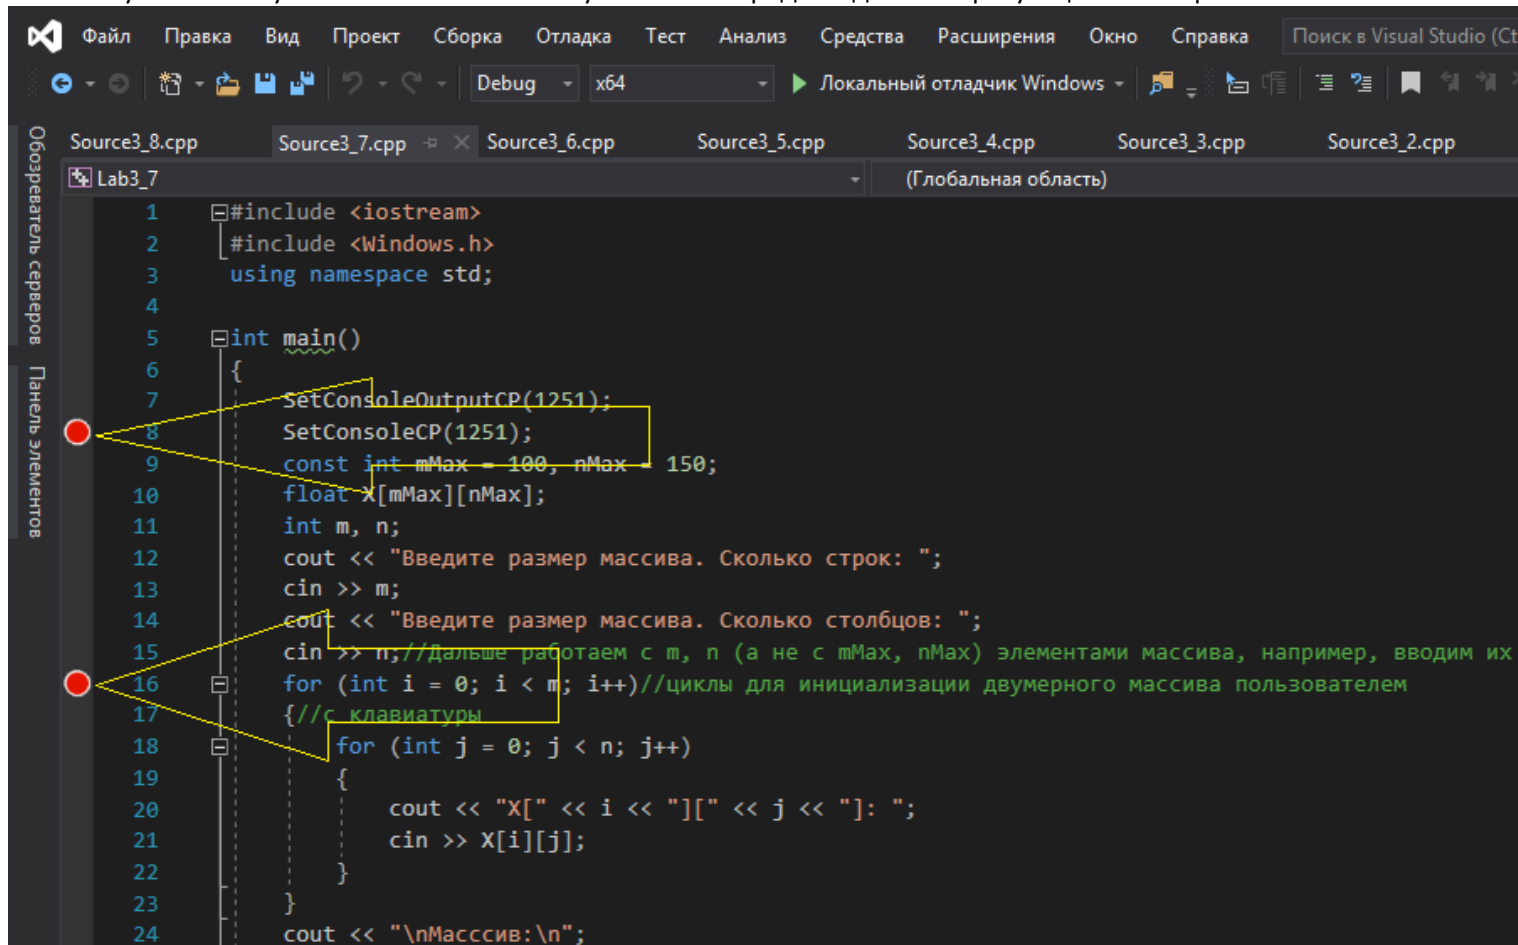 Файл Правка Вид Проект Сборка Отладка Тест Анализ Средства Расширения Окно Справка Поиск в Visual Studio (Ct
Debug x64 Локальный отладчик Windows
Source3_8.cpp Source3_7.cpp Source3_6.cpp Source3_5.cpp Source3_4.cpp Source3_3.cpp Source3_2.cpp
Lab3_7 (Глобальная область)
Обозреватель серверов
Панель элементов
1 #include <iostream>
2 #include <Windows.h>
3 using namespace std;
4
5 int main()
6 {
7 SetConsoleOutputCP(1251);
8 SetConsoleCP(1251);
9 const int mMax = 100, nMax = 150;
10 float X[mMax][nMax];
11 int m, n;
12 cout << "Введите размер массива. Сколько строк: ";
13 cin >> m;
14 cout << "Введите размер массива. Сколько столбцов: ";
15 cin >> n;//Дальше работаем с m, n (а не с mMax, nMax) элементами массива, например, вводим их
16 for (int i = 0; i < m; i++)//циклы для инициализации двумерного массива пользователем
17 {//с клавиатуры
18 for (int j = 0; j < n; j++)
19 {
20 cout << "X[" << i << "][" << j << "]: ";
21 cin >> X[i][j];
22 }
23 }
24 cout << "\nМасссив:\n";